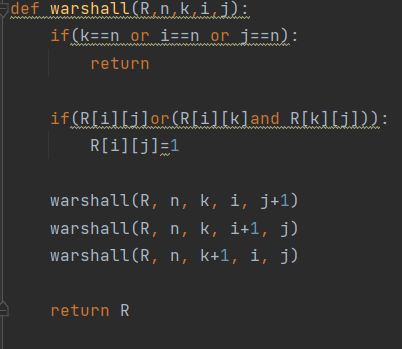 def warshall(R,n,k,i,j):
    if(k==n or i==n or j==n):
        return
    if(R[i][j]or(R[i][k]and R[k][j])):
        R[i][j]=1
    warshall(R, n, k, i, j+1)
    warshall(R, n, k, i+1, j)
    warshall(R, n, k+1, i, j)
    return R